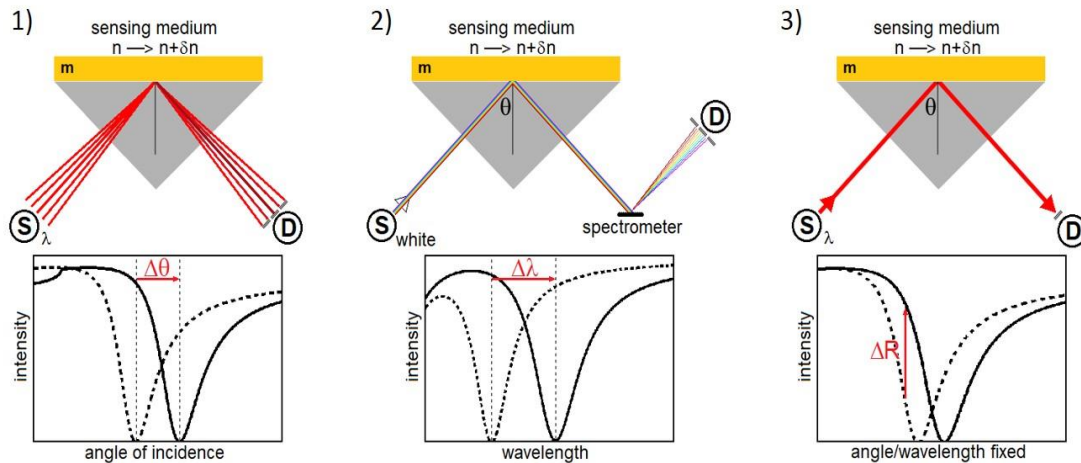 1)
sensing medium
n —> n+δn
m
S
λ
D
Δθ
intensity
angle of incidence
2)
sensing medium
n —> n+δn
m
θ
D
S
white
spectrometer
Δλ
intensity
wavelength
3)
sensing medium
n —> n+δn
m
θ
S
λ
D
ΔR
intensity
angle/wavelength fixed